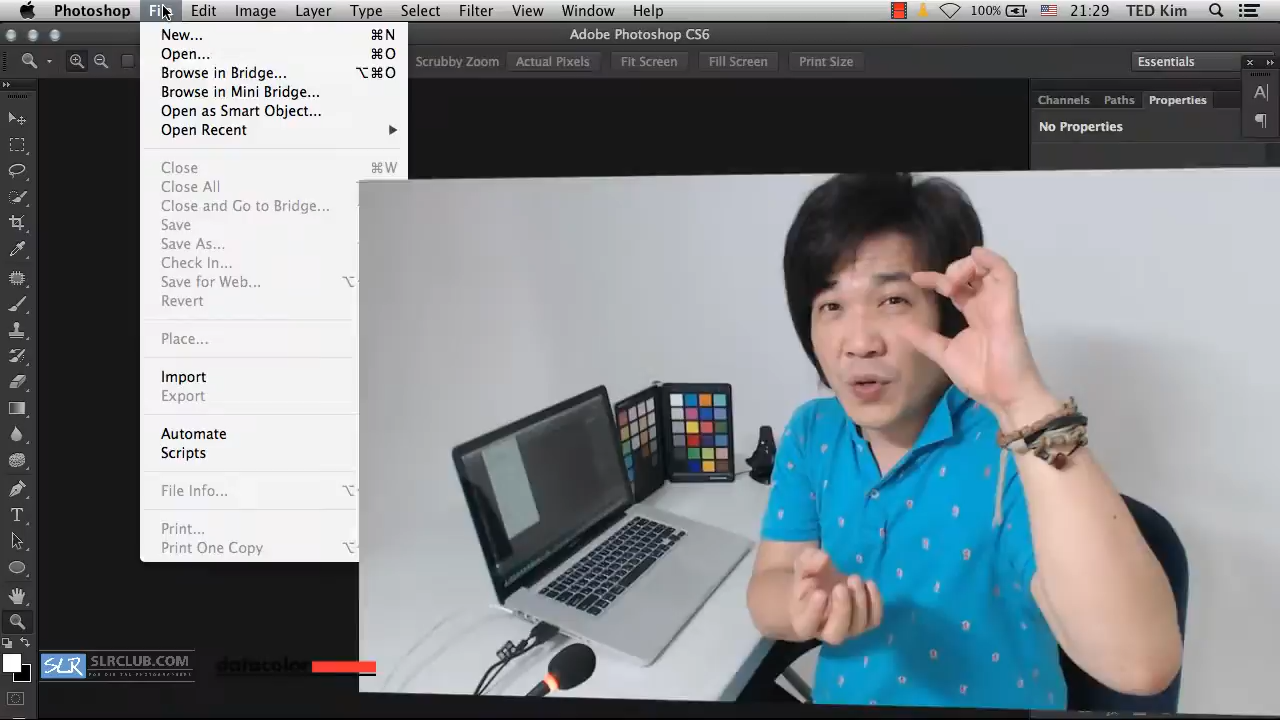 Photoshop File Edit Image Layer Type Select Filter View Window Help 100% 21:29 TED Kim
Adobe Photoshop CS6
Scrubby Zoom Actual Pixels Fit Screen Fill Screen Print Size Essentials
New... ⌘N
Open... ⌘O
Browse in Bridge... ⌥⌘O
Browse in Mini Bridge...
Open as Smart Object...
Open Recent
Close ⌘W
Close All
Close and Go to Bridge...
Save
Save As...
Check In...
Save for Web... ⌥
Revert
Place...
Import
Export
Automate
Scripts
File Info... ⌥
Print...
Print One Copy ⌥
Channels Paths Properties
No Properties
SLR SLRCLUB.COM
FOR DIGITAL PHOTOGRAPHERS
datacolor